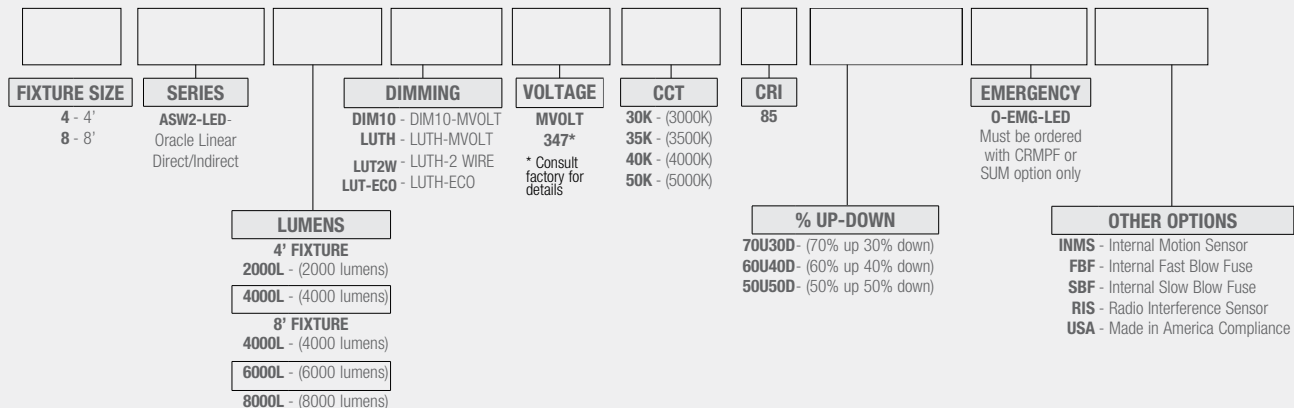 FIXTURE SIZE
4 - 4'
8 - 8'
SERIES
ASW2-LED-
Oracle Linear
Direct/Indirect
LUMENS
4' FIXTURE
2000L - (2000 lumens)
4000L - (4000 lumens)
8' FIXTURE
4000L - (4000 lumens)
6000L - (6000 lumens)
8000L - (8000 lumens)
DIMMING
DIM10 - DIM10-MVOLT
LUTH - LUTH-MVOLT
LUT2W - LUTH-2 WIRE
LUT-ECO - LUTH-ECO
VOLTAGE
MVOLT
347*
* Consult
factory for
details
CCT
30K - (3000K)
35K - (3500K)
40K - (4000K)
50K - (5000K)
CRI
85
% UP-DOWN
70U30D- (70% up 30% down)
60U40D- (60% up 40% down)
50U50D- (50% up 50% down)
EMERGENCY
0-EMG-LED
Must be ordered
with CRMPF or
SUM option only
OTHER OPTIONS
INMS - Internal Motion Sensor
FBF - Internal Fast Blow Fuse
SBF - Internal Slow Blow Fuse
RIS - Radio Interference Sensor
USA - Made in America Compliance